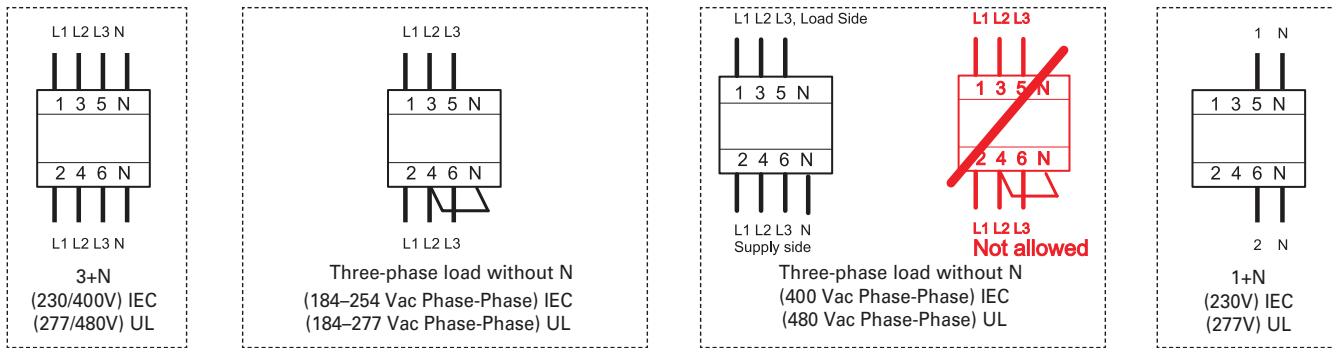 L1 L2 L3 N
1 3 5 N
2 4 6 N
L1 L2 L3 N
3+N
(230/400V) IEC
(277/480V) UL
L1 L2 L3
1 3 5 N
2 4 6 N
L1 L2 L3
Three-phase load without N
(184–254 Vac Phase-Phase) IEC
(184–277 Vac Phase-Phase) UL
L1 L2 L3, Load Side
1 3 5 N
2 4 6 N
L1 L2 L3 N
Supply side
L1 L2 L3
1 3 5 N
2 4 6 N
L1 L2 L3
Not allowed
Three-phase load without N
(400 Vac Phase-Phase) IEC
(480 Vac Phase-Phase) UL
1 N
1 3 5 N
2 4 6 N
2 N
1+N
(230V) IEC
(277V) UL